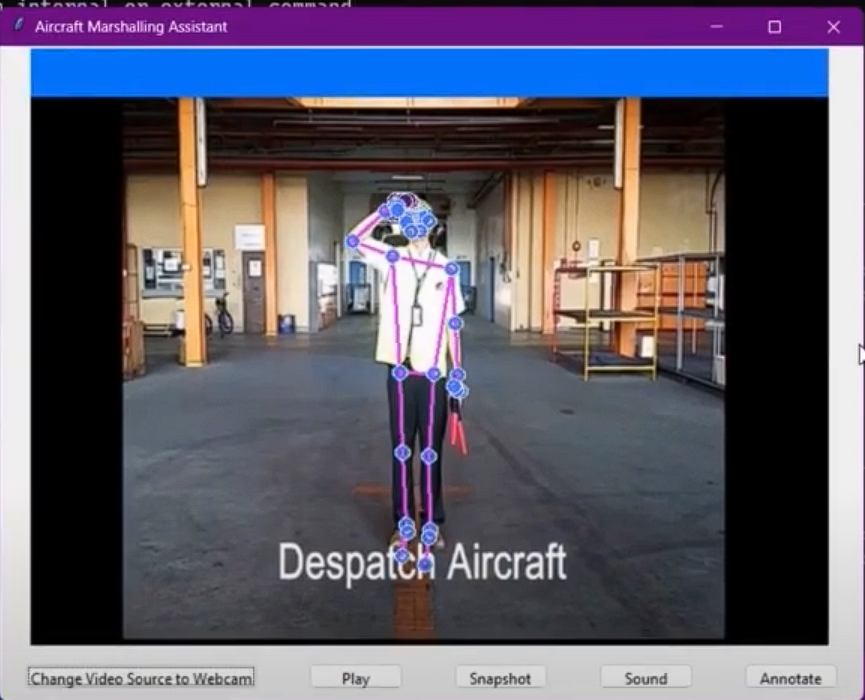 internal or external command
Aircraft Marshalling Assistant
Despatch Aircraft
Change Video Source to Webcam
Play
Snapshot
Sound
Annotate